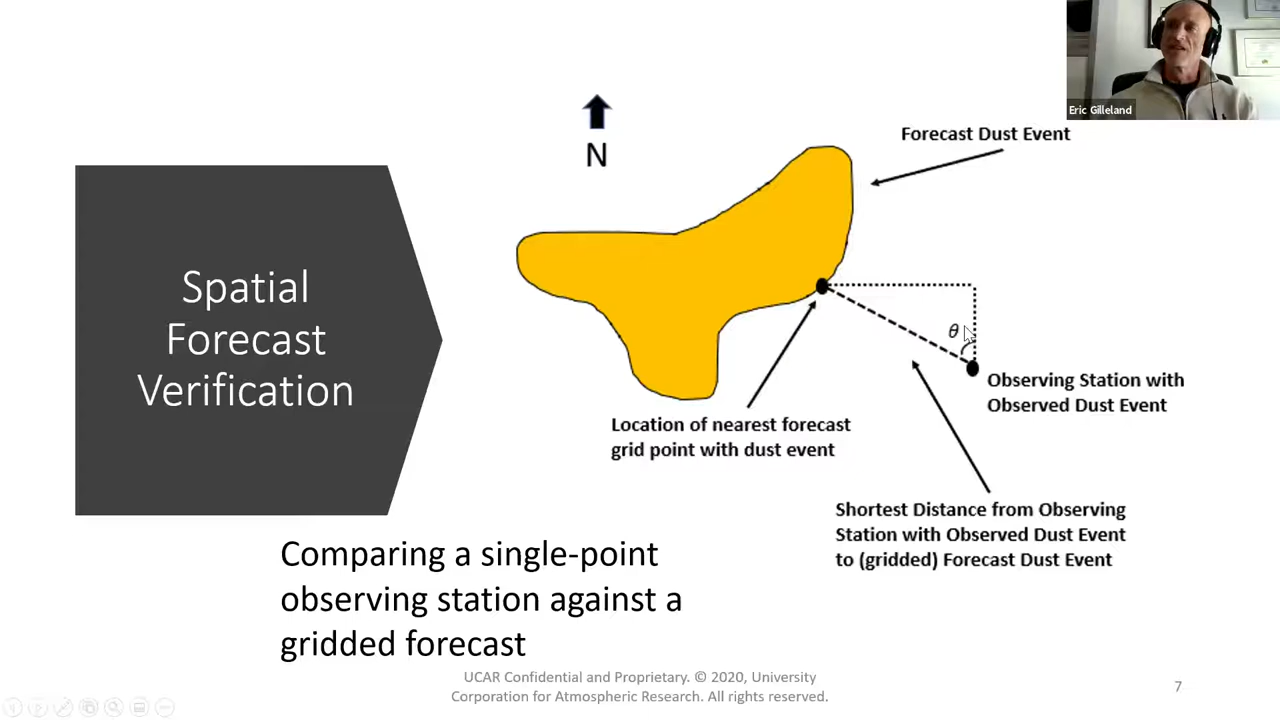 Eric Gilleland
N
Forecast Dust Event
Spatial
Forecast
Verification
θ
Observing Station with
Observed Dust Event
Location of nearest forecast
grid point with dust event
Shortest Distance from Observing
Station with Observed Dust Event
to (gridded) Forecast Dust Event
Comparing a single-point
observing station against a
gridded forecast
UCAR Confidential and Proprietary. © 2020, University
Corporation for Atmospheric Research. All rights reserved.
7